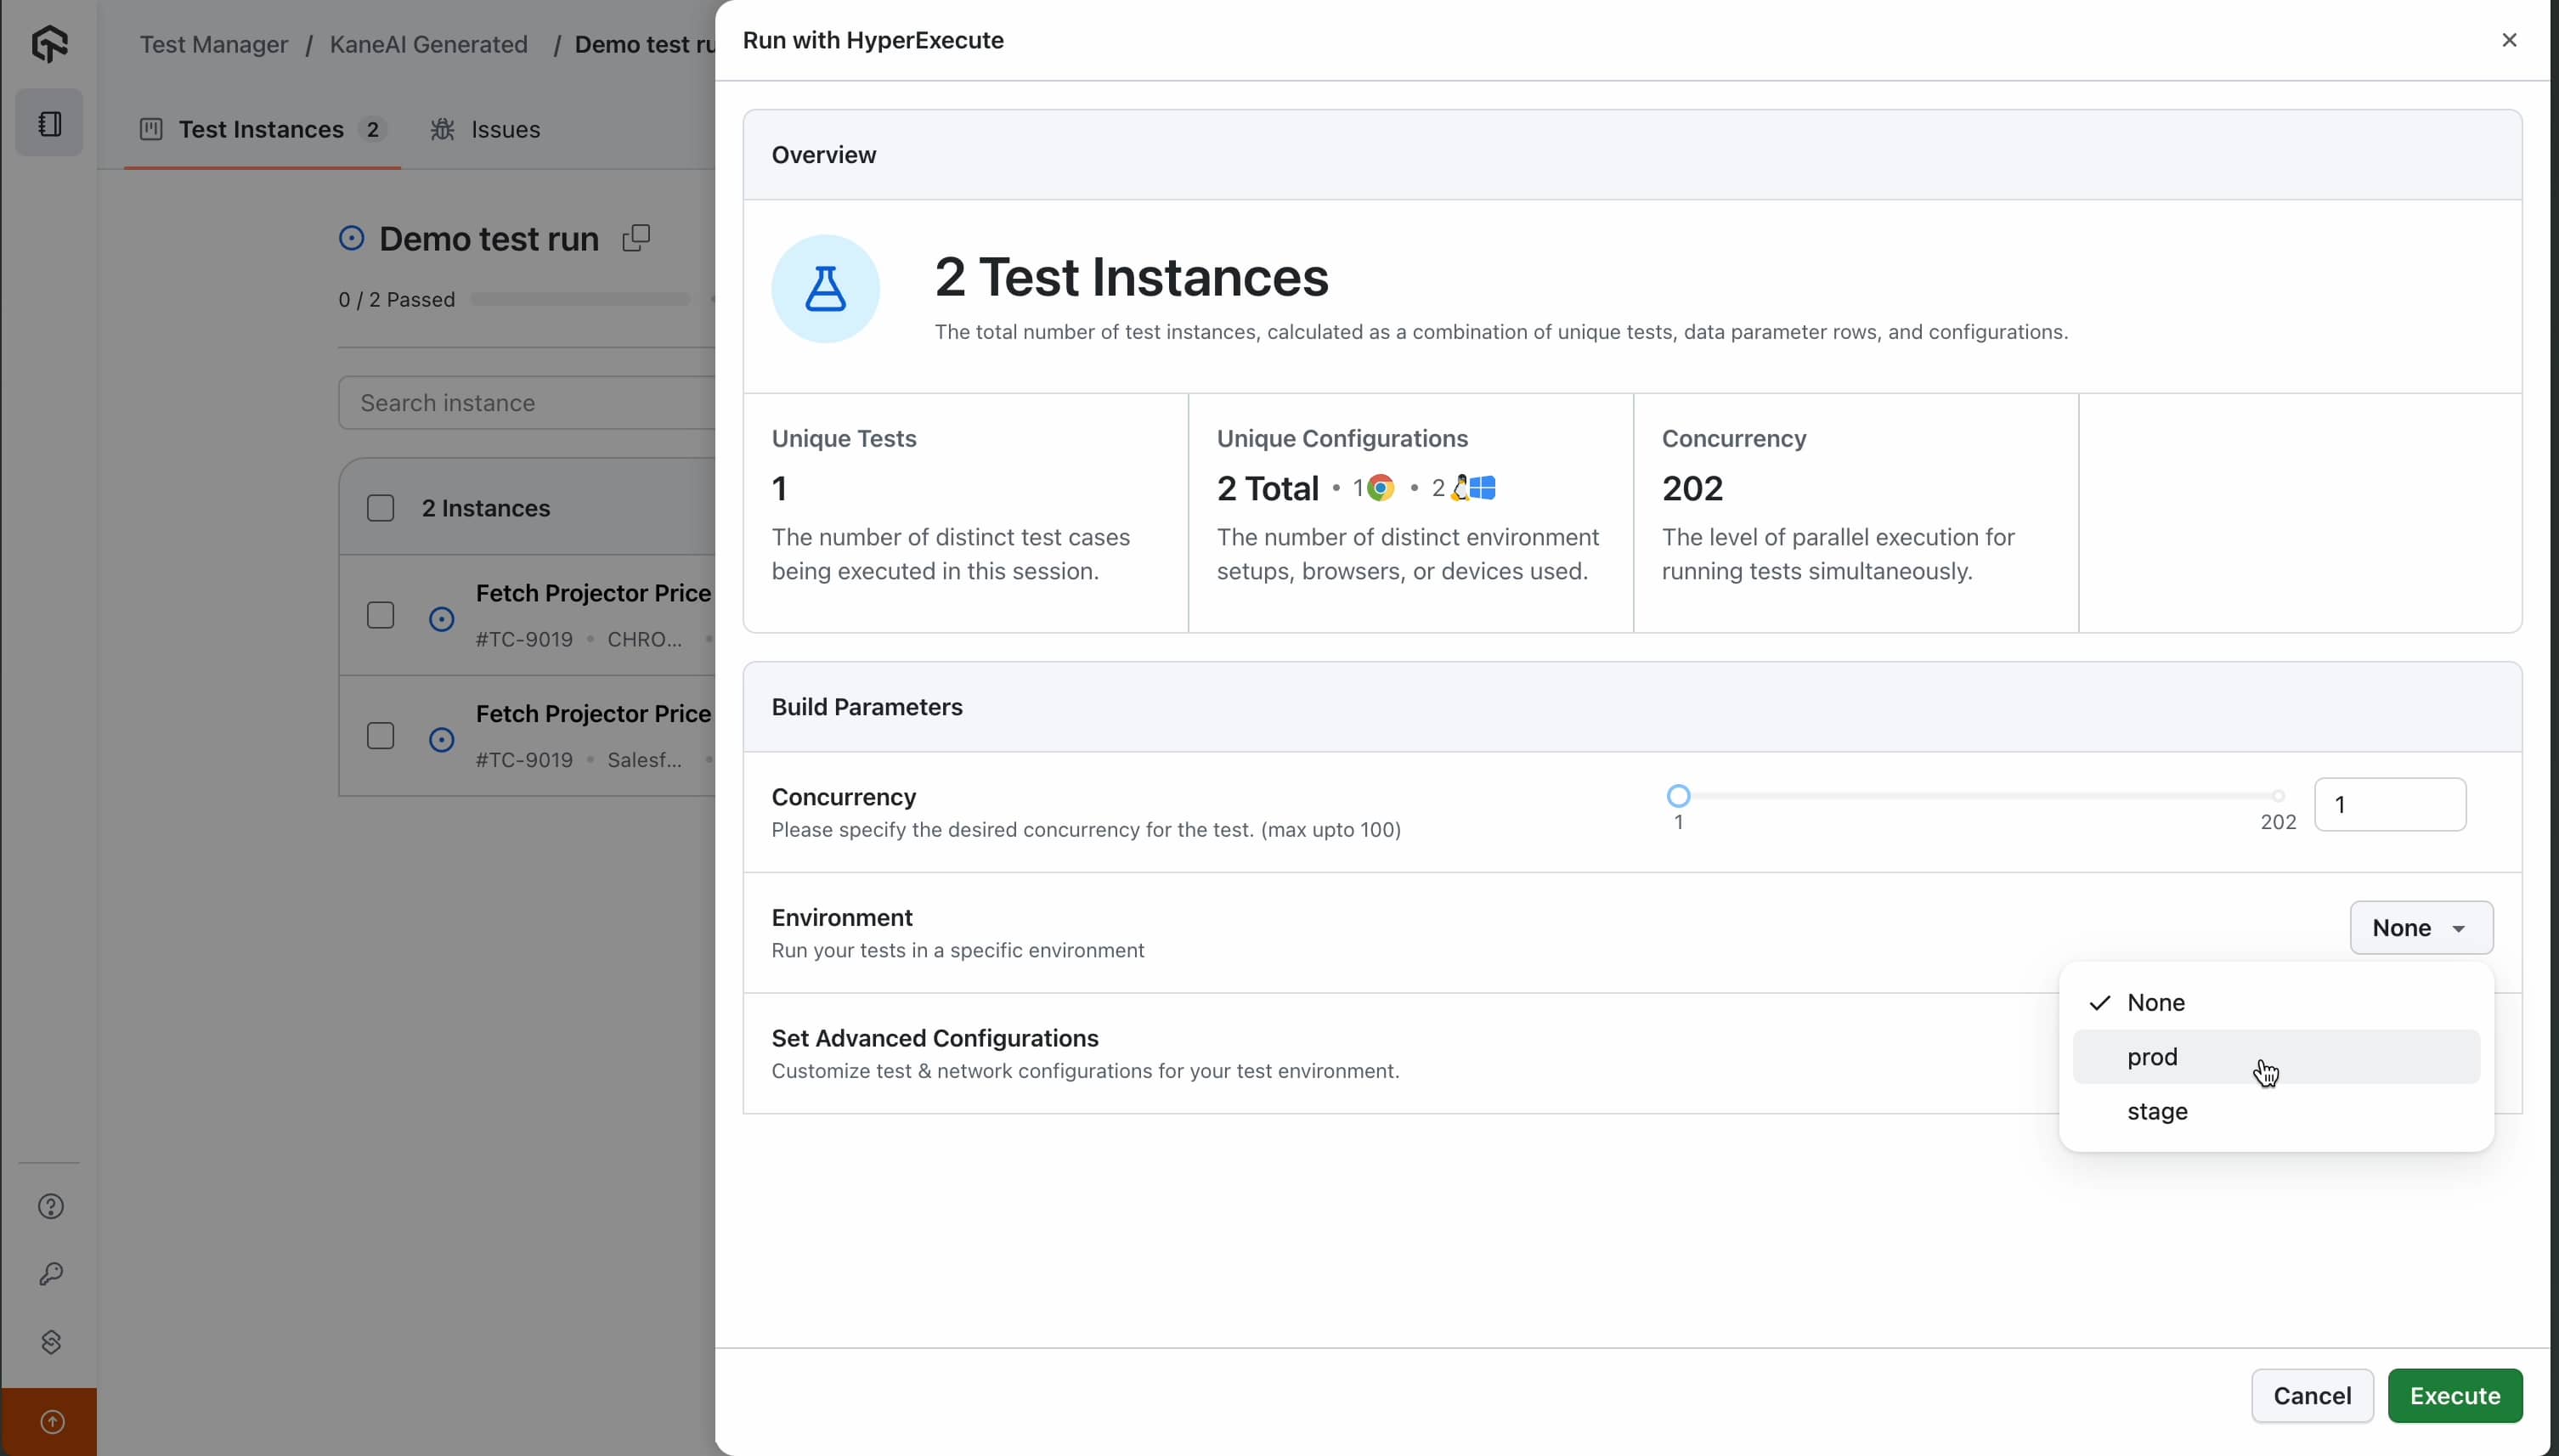 Test Manager / KaneAI Generated / Demo test ru
Test Instances 2 Issues
Demo test run
0 / 2 Passed
Search instance
2 Instances
Fetch Projector Price
#TC-9019 • CHRO... •
Fetch Projector Price
#TC-9019 • Salesf... •
Run with HyperExecute
Overview
2 Test Instances
The total number of test instances, calculated as a combination of unique tests, data parameter rows, and configurations.
Unique Tests
1
The number of distinct test cases
being executed in this session.
Unique Configurations
2 Total • 1 • 2
The number of distinct environment
setups, browsers, or devices used.
Concurrency
202
The level of parallel execution for
running tests simultaneously.
Build Parameters
Concurrency
Please specify the desired concurrency for the test. (max upto 100)
1
202
1
Environment
Run your tests in a specific environment
None
None
prod
stage
Set Advanced Configurations
Customize test & network configurations for your test environment.
Cancel
Execute